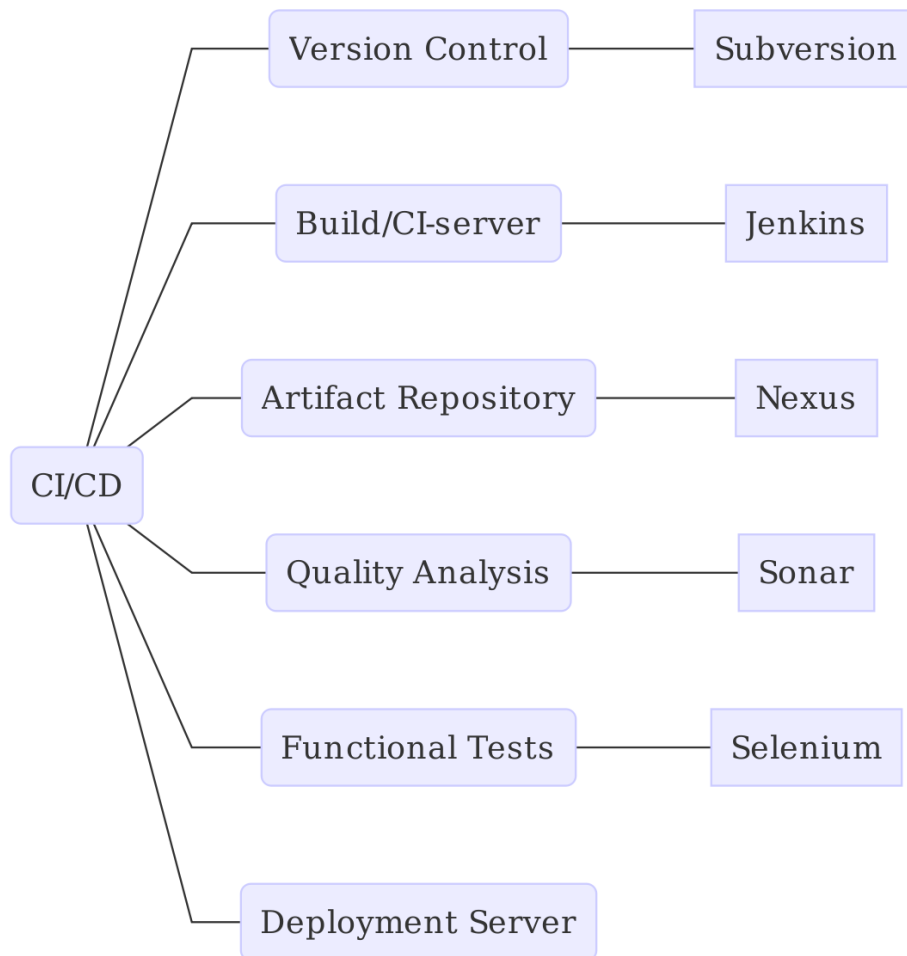 Version Control
Subversion
Build/CI-server
Jenkins
Artifact Repository
Nexus
CI/CD
Quality Analysis
Sonar
Functional Tests
Selenium
Deployment Server